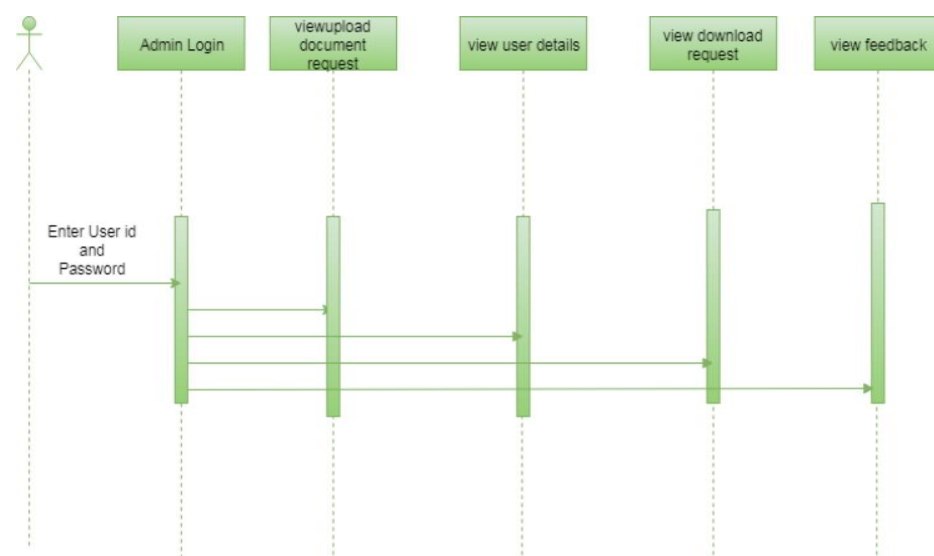 Admin Login
viewupload
document
request
view user details
view download
request
view feedback
Enter User id
and
Password